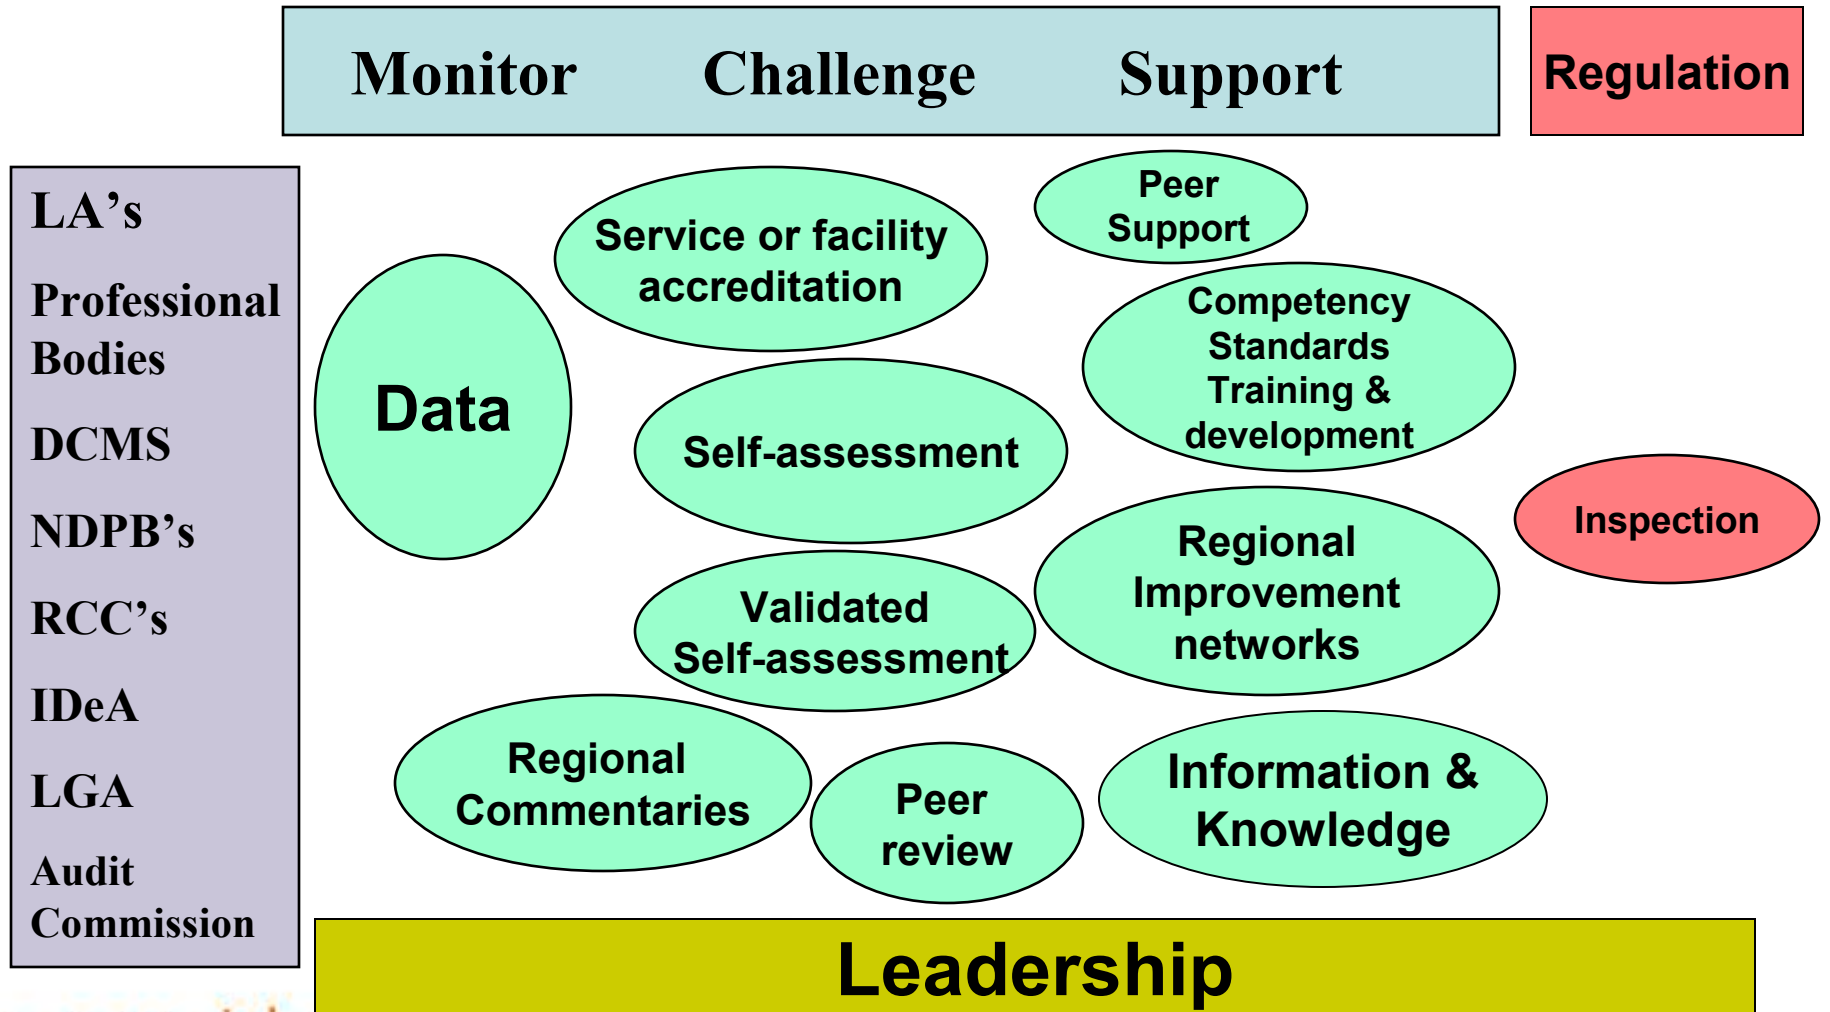 Monitor Challenge Support
Regulation
LA’s
Professional
Bodies
DCMS
NDPB’s
RCC’s
IDeA
LGA
Audit
Commission
Data
Service or facility
accreditation
Self-assessment
Validated
Self-assessment
Regional
Commentaries
Peer
review
Peer
Support
Competency
Standards
Training &
development
Regional
Improvement
networks
Information &
Knowledge
Inspection
Leadership